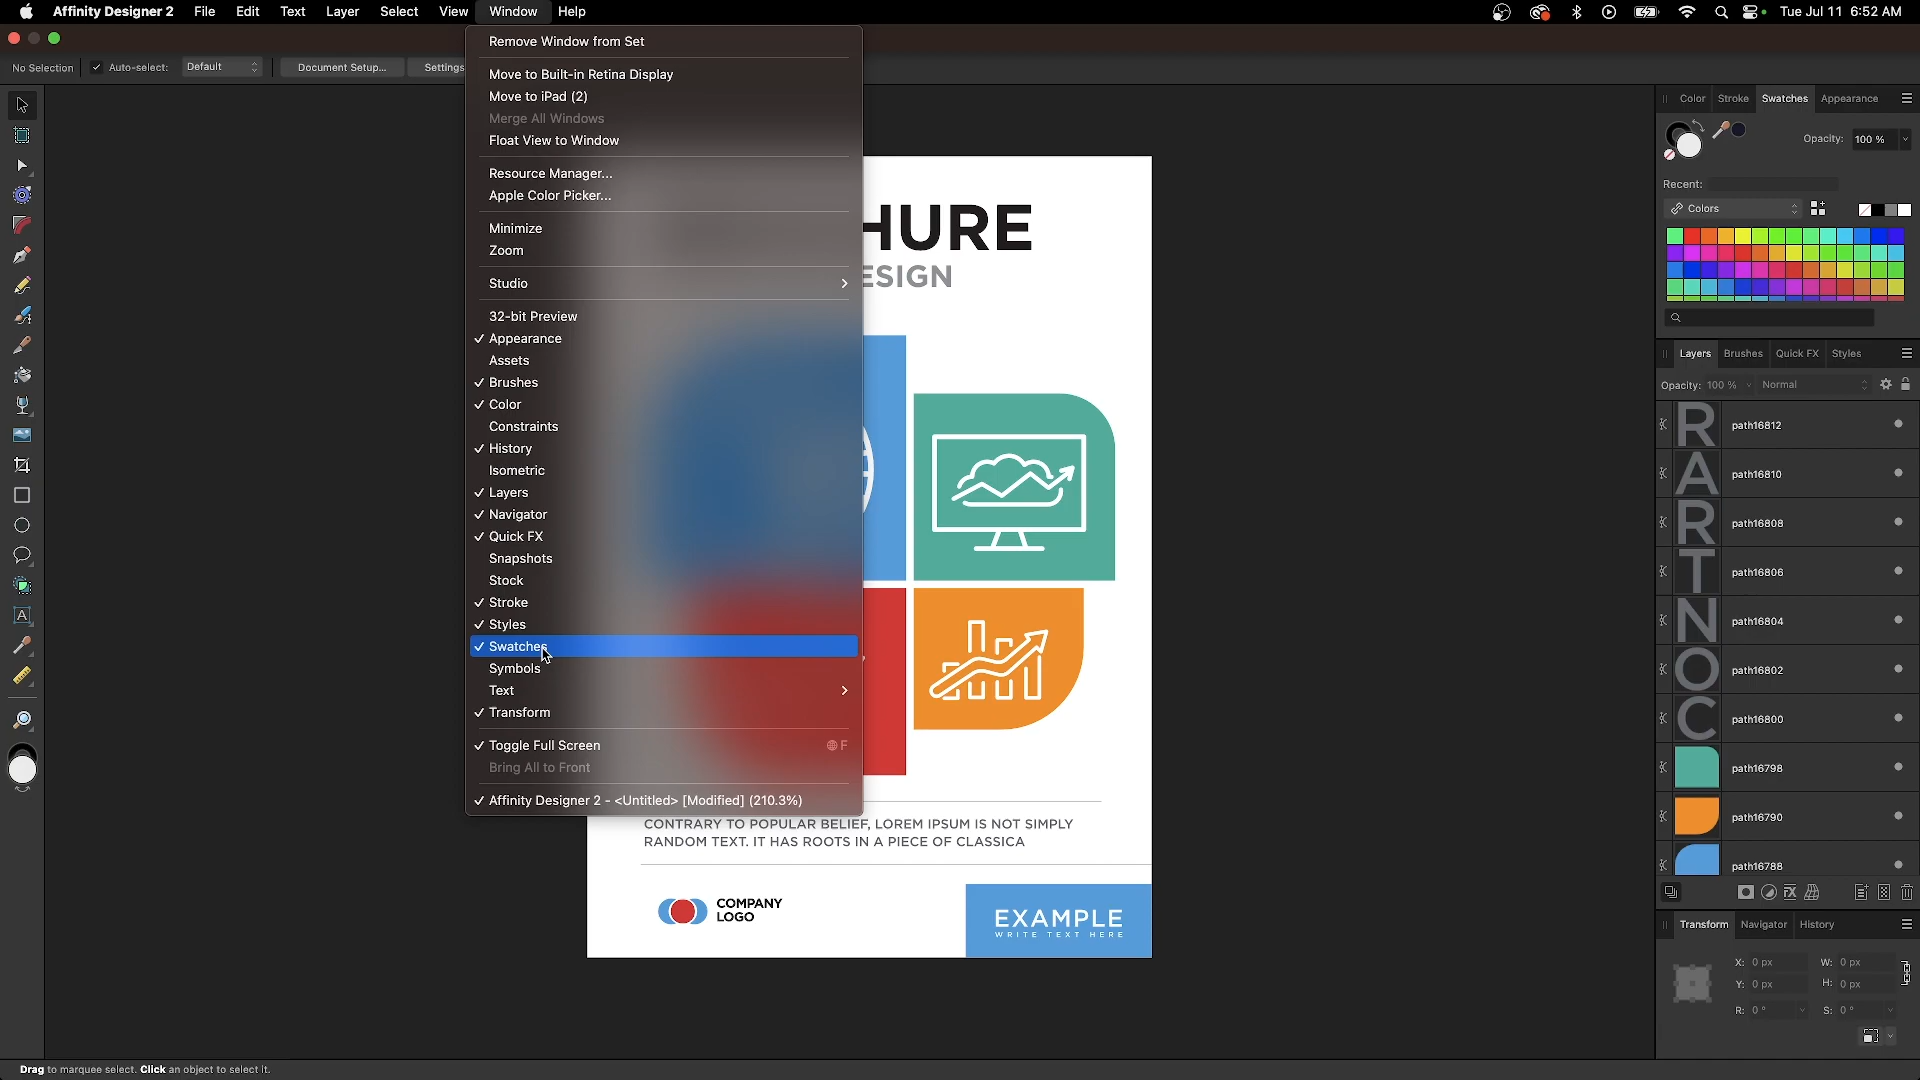 Affinity Designer 2 File Edit Text Layer Select View Window Help
Tue Jul 11 6:52 AM
No Selection
Auto-select: Default
Document Setup...
Settings
Remove Window from Set
Move to Built-in Retina Display
Move to iPad (2)
Merge All Windows
Float View to Window
Resource Manager...
Apple Color Picker...
Minimize
Zoom
Studio
32-bit Preview
Appearance
Assets
Brushes
Color
Constraints
History
Isometric
Layers
Navigator
Quick FX
Snapshots
Stock
Stroke
Styles
Swatches
Symbols
Text
Transform
Toggle Full Screen F
Bring All to Front
Affinity Designer 2 - <Untitled> [Modified] (210.3%)
HURE
ESIGN
CONTRARY TO POPULAR BELIEF, LOREM IPSUM IS NOT SIMPLY
RANDOM TEXT. IT HAS ROOTS IN A PIECE OF CLASSICA
COMPANY
LOGO
EXAMPLE
WRITE TEXT HERE
Color Stroke Swatches Appearance
Opacity: 100 %
Recent:
Colors
Layers Brushes Quick FX Styles
Opacity: 100 % Normal
R path16812
A path16810
R path16808
T path16806
N path16804
O path16802
C path16800
path16798
path16790
path16788
Transform Navigator History
X: 0 px W: 0 px
Y: 0 px H: 0 px
R: 0 ° S: 0 °
Drag to marquee select. Click an object to select it.